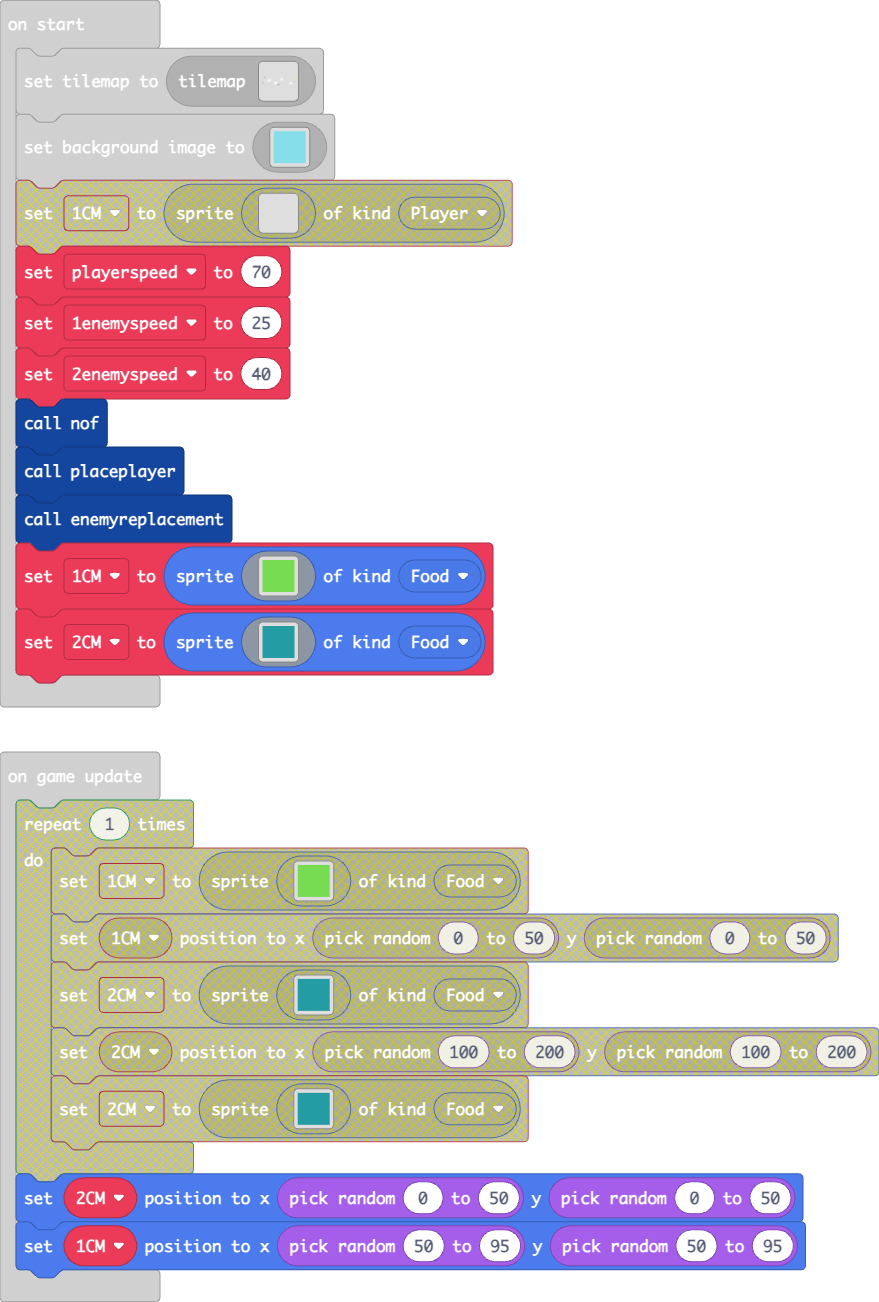 on start
set tilemap to tilemap
set background image to
set 1CM to sprite of kind Player
set playerspeed to 70
set 1enemyspeed to 25
set 2enemyspeed to 40
call nof
call placeplayer
call enemyreplacement
set 1CM to sprite of kind Food
set 2CM to sprite of kind Food
on game update
repeat 1 times
do
set 1CM to sprite of kind Food
set 1CM position to x pick random 0 to 50 y pick random 0 to 50
set 2CM to sprite of kind Food
set 2CM position to x pick random 100 to 200 y pick random 100 to 200
set 2CM to sprite of kind Food
set 2CM position to x pick random 0 to 50 y pick random 0 to 50
set 1CM position to x pick random 50 to 95 y pick random 50 to 95